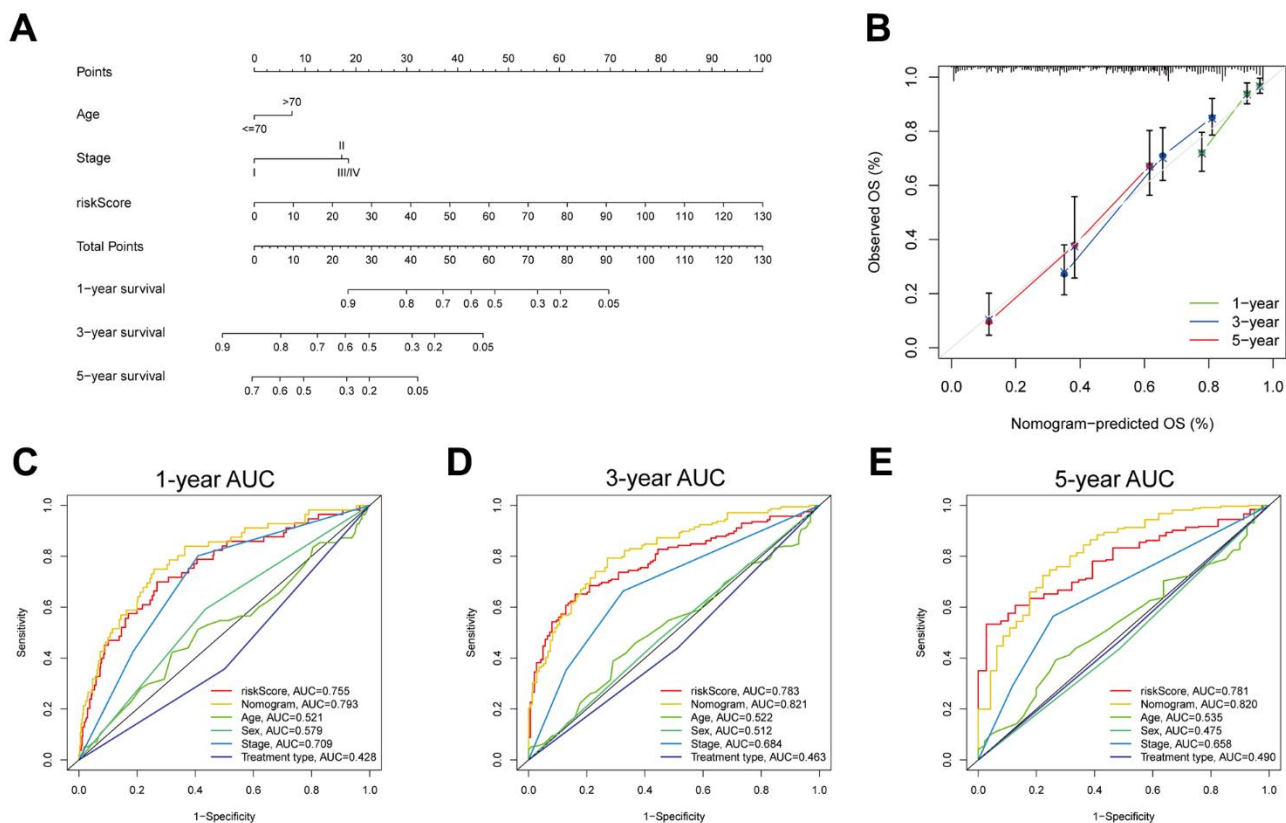 A
Points
0 10 20 30 40 50 60 70 80 90 100
Age
>70
<=70
Stage
II
I III/IV
riskScore
0 10 20 30 40 50 60 70 80 90 100 110 120 130
Total Points
0 10 20 30 40 50 60 70 80 90 100 110 120 130
1−year survival
0.9 0.8 0.7 0.6 0.5 0.3 0.2 0.05
3−year survival
0.9 0.8 0.7 0.6 0.5 0.3 0.2 0.05
5−year survival
0.7 0.6 0.5 0.3 0.2 0.05
B
Observed OS (%)
1.0
0.8
0.6
0.4
0.2
0.0
1−year
3−year
5−year
0.0 0.2 0.4 0.6 0.8 1.0
Nomogram−predicted OS (%)
C
1-year AUC
Sensitivity
1.0
0.8
0.6
0.4
0.2
0.0
riskScore, AUC=0.755
Nomogram, AUC=0.793
Age, AUC=0.521
Sex, AUC=0.579
Stage, AUC=0.709
Treatment type, AUC=0.428
0.0 0.2 0.4 0.6 0.8 1.0
1−Specificity
D
3-year AUC
Sensitivity
1.0
0.8
0.6
0.4
0.2
0.0
riskScore, AUC=0.783
Nomogram, AUC=0.821
Age, AUC=0.522
Sex, AUC=0.512
Stage, AUC=0.684
Treatment type, AUC=0.463
0.0 0.2 0.4 0.6 0.8 1.0
1−Specificity
E
5-year AUC
Sensitivity
1.0
0.8
0.6
0.4
0.2
0.0
riskScore, AUC=0.781
Nomogram, AUC=0.820
Age, AUC=0.535
Sex, AUC=0.475
Stage, AUC=0.658
Treatment type, AUC=0.490
0.0 0.2 0.4 0.6 0.8 1.0
1−Specificity